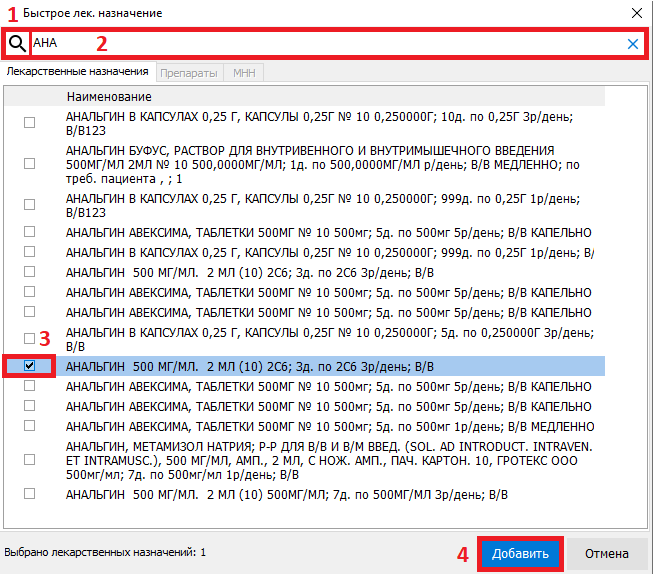 1 Быстрое лек. назначение
АНА 2
Лекарственные назначения Препараты МНН
Наименование
АНАЛЬГИН В КАПСУЛАХ 0,25 Г, КАПСУЛЫ 0,25Г № 10 0,250000Г; 10д. по 0,25Г 3р/день;
В/В123
АНАЛЬГИН БУФУС, РАСТВОР ДЛЯ ВНУТРИВЕННОГО И ВНУТРИМЫШЕЧНОГО ВВЕДЕНИЯ
500МГ/МЛ 2МЛ № 10 500,0000МГ/МЛ; 1д. по 500,0000МГ/МЛ р/день; В/В МЕДЛЕННО; по
треб. пациента , ; 1
АНАЛЬГИН В КАПСУЛАХ 0,25 Г, КАПСУЛЫ 0,25Г № 10 0,250000Г; 999д. по 0,25Г 1р/день;
В/В123
АНАЛЬГИН АВЕКСИМА, ТАБЛЕТКИ 500МГ № 10 500мг; 5д. по 500мг 5р/день; В/В КАПЕЛЬНО
АНАЛЬГИН В КАПСУЛАХ 0,25 Г, КАПСУЛЫ 0,25Г № 10 0,250000Г; 999д. по 0,25Г 1р/день; В/
АНАЛЬГИН 500 МГ/МЛ. 2 МЛ (10) 2С6; 3д. по 2С6 3р/день; В/В
АНАЛЬГИН АВЕКСИМА, ТАБЛЕТКИ 500МГ № 10 500мг; 5д. по 500мг 5р/день; В/В КАПЕЛЬНО
АНАЛЬГИН АВЕКСИМА, ТАБЛЕТКИ 500МГ № 10 500мг; 5д. по 500мг 5р/день; В/В КАПЕЛЬНО
3 АНАЛЬГИН В КАПСУЛАХ 0,25 Г, КАПСУЛЫ 0,25Г № 10 0,250000Г; 5д. по 0,250000Г 3р/день;
В/В
АНАЛЬГИН 500 МГ/МЛ. 2 МЛ (10) 2С6; 3д. по 2С6 3р/день; В/В
АНАЛЬГИН АВЕКСИМА, ТАБЛЕТКИ 500МГ № 10 500мг; 5д. по 500мг 5р/день; В/В КАПЕЛЬНО
АНАЛЬГИН АВЕКСИМА, ТАБЛЕТКИ 500МГ № 10 500мг; 5д. по 500мг 5р/день; В/В КАПЕЛЬНО
АНАЛЬГИН АВЕКСИМА, ТАБЛЕТКИ 500МГ № 10 500мг; 5д. по 500мг 1р/день; В/В МЕДЛЕННО
АНАЛЬГИН, МЕТАМИЗОЛ НАТРИЯ; Р-Р ДЛЯ В/В И В/М ВВЕД. (SOL. AD INTRODUCT. INTRAVEN.
ET INTRAMUSC.), 500 МГ/МЛ, АМП., 2 МЛ, С НОЖ. АМП., ПАЧ. КАРТОН. 10, ГРОТЕКС ООО
500мг/мл; 7д. по 500мг/мл 1р/день; В/В
АНАЛЬГИН 500 МГ/МЛ. 2 МЛ (10) 500МГ/МЛ; 7д. по 500МГ/МЛ 3р/день; В/В
Выбрано лекарственных назначений: 1 4 Добавить Отмена